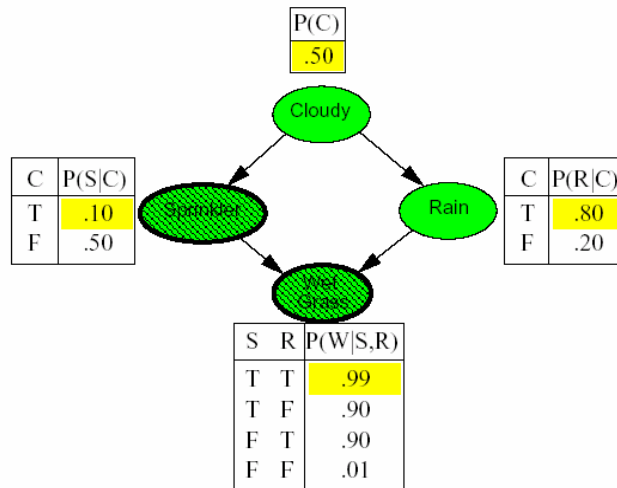 P(C)
.50
Cloudy
C P(S|C)
T .10
F .50
Sprinkler
Rain
C P(R|C)
T .80
F .20
Wet
Grass
S R P(W|S,R)
T T .99
T F .90
F T .90
F F .01